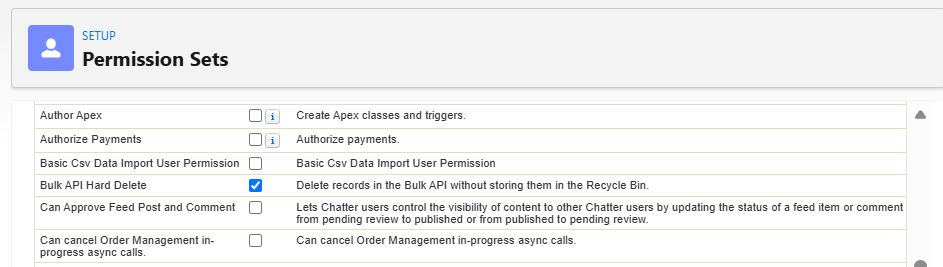 SETUP
Permission Sets
Author Apex i Create Apex classes and triggers.
Authorize Payments i Authorize payments.
Basic Csv Data Import User Permission Basic Csv Data Import User Permission
Bulk API Hard Delete Delete records in the Bulk API without storing them in the Recycle Bin.
Can Approve Feed Post and Comment Lets Chatter users control the visibility of content to other Chatter users by updating the status of a feed item or comment
from pending review to published or from published to pending review.
Can cancel Order Management in- Can cancel Order Management in-progress async calls.
progress async calls.